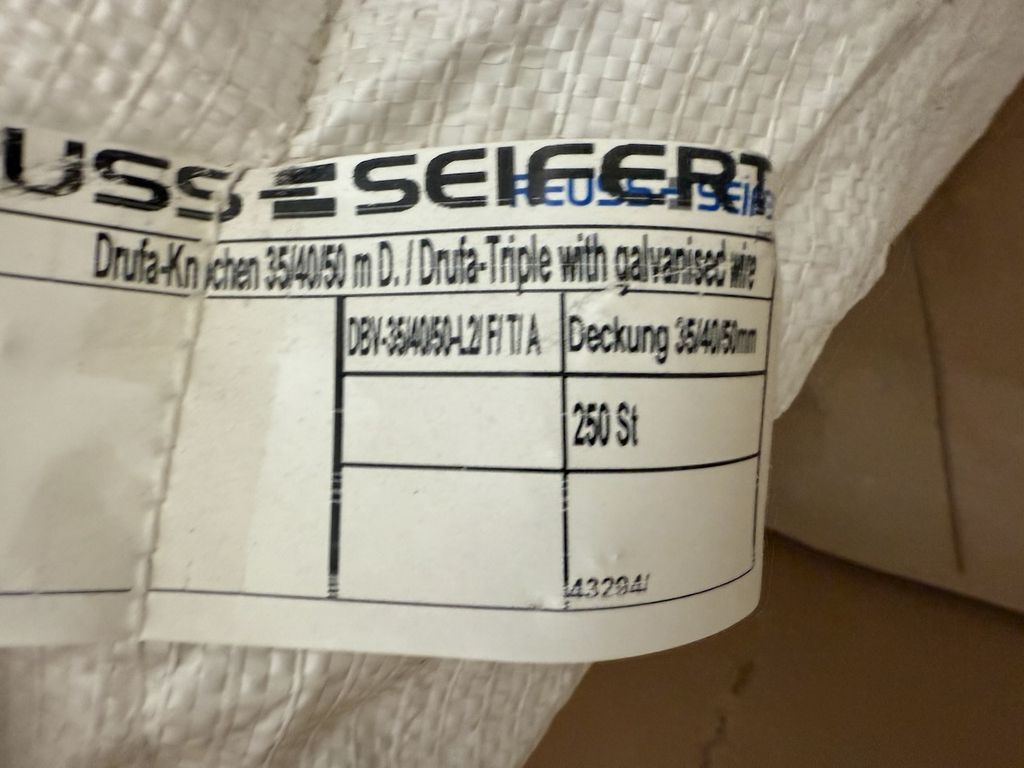 USS SEIFERT
REUSS SEI
Drufa-Kn chen 35/40/50 m D. / Drufa-Triple with galvanised wire
DBV-35/40/50-L2/ F/ T/ A
Deckung 35/40/50mm
250 St
43294/